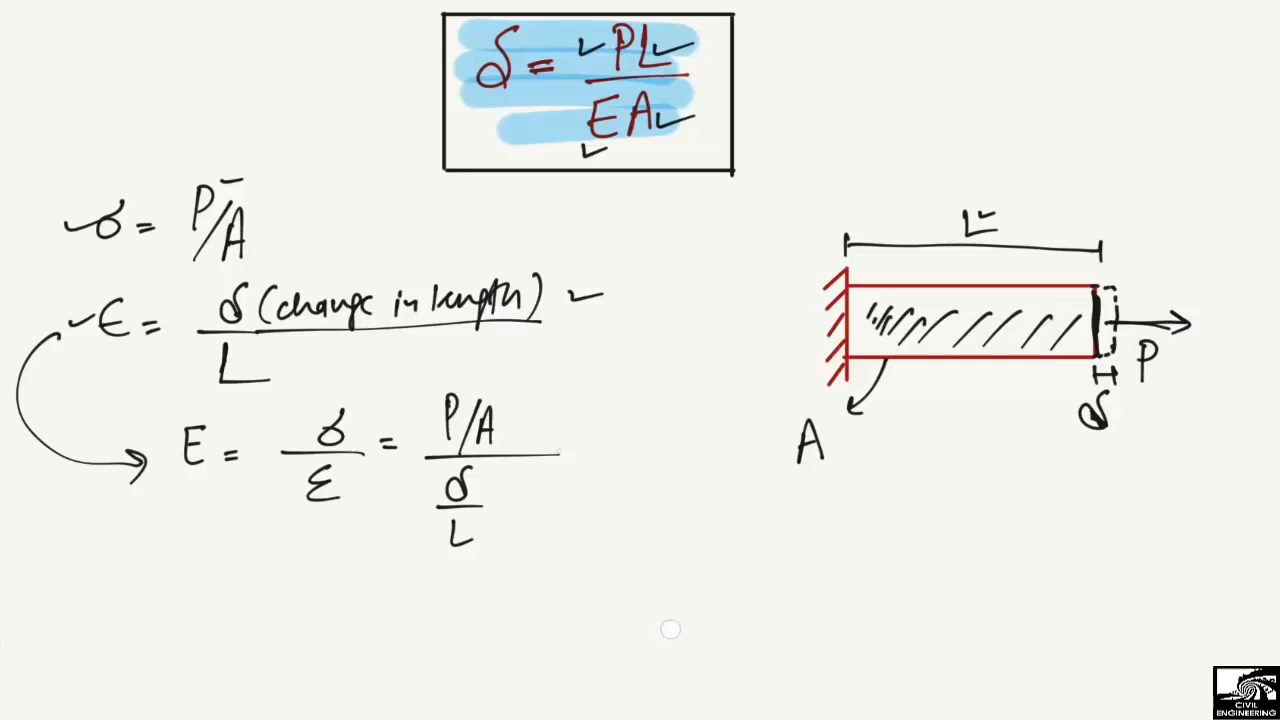 δ = PL / EA
σ = P/A
ϵ = δ (change in length) / L
E = σ / ε = P/A / δ / L
L
P
δ
A
CIVIL
ENGINEERING